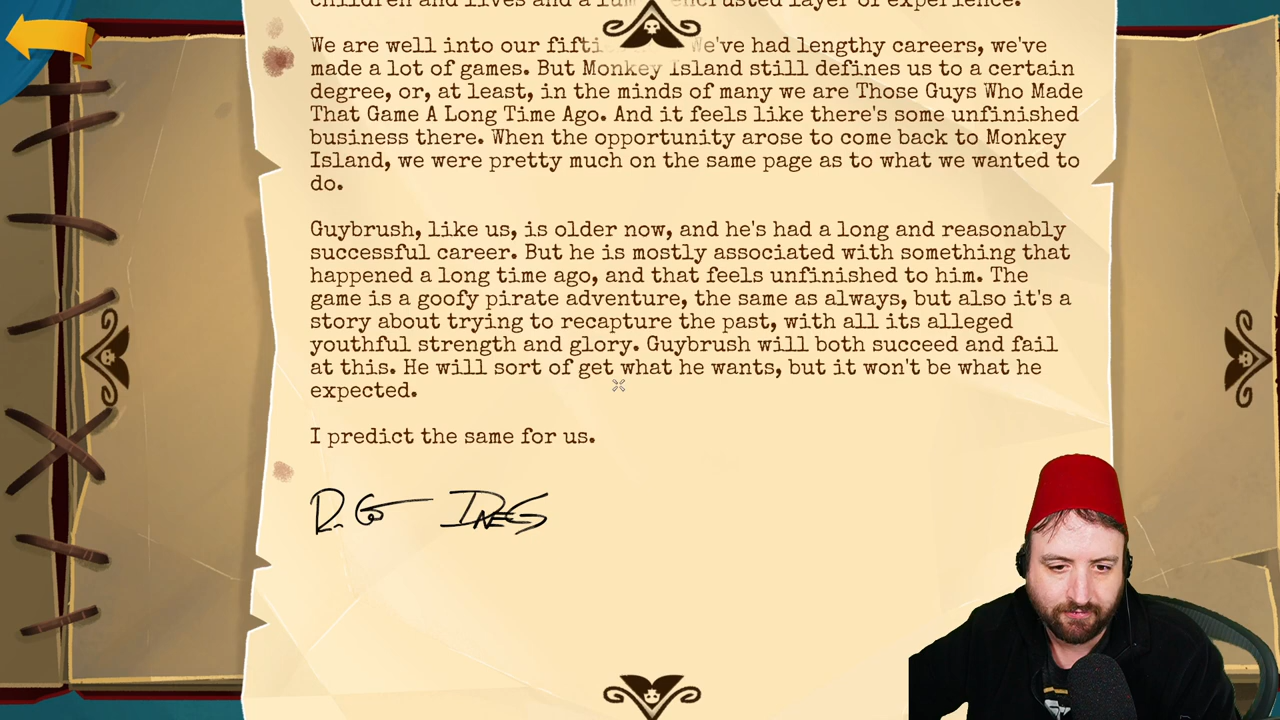 children and lives and a encrusted layer of experience.
We are well into our We've had lengthy careers, we've
made a lot of games. But Monkey Island still defines us to a certain
degree, or, at least, in the minds of many we are Those Guys Who Made
That Game A Long Time Ago. And it feels like there's some unfinished
business there. When the opportunity arose to come back to Monkey
Island, we were pretty much on the same page as to what we wanted to
do.
Guybrush, like us, is older now, and he's had a long and reasonably
successful career. But he is mostly associated with something that
happened a long time ago, and that feels unfinished to him. The
game is a goofy pirate adventure, the same as always, but also it's a
story about trying to recapture the past, with all its alleged
youthful strength and glory. Guybrush will both succeed and fail
at this. He will sort of get what he wants, but it won't be what he
expected.
I predict the same for us.